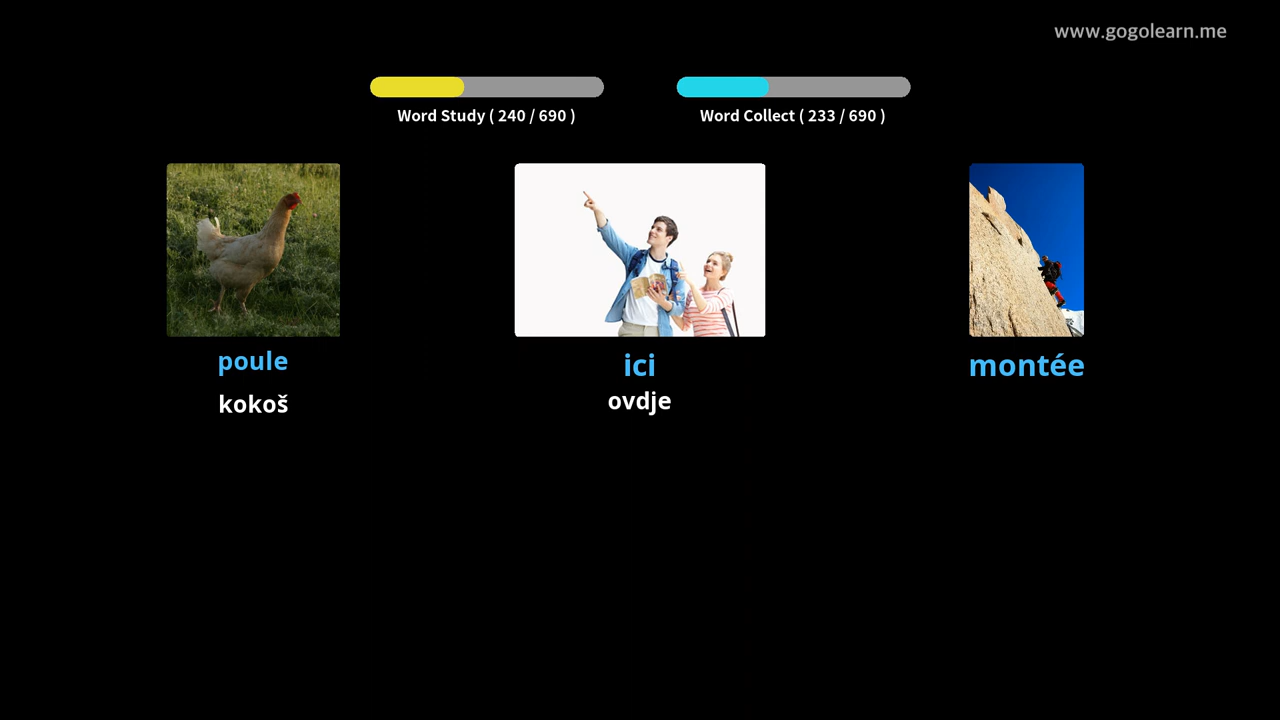 www.gogolearn.me
Word Study ( 240 / 690 )
Word Collect ( 233 / 690 )
poule
ici
montée
kokoš
ovdje